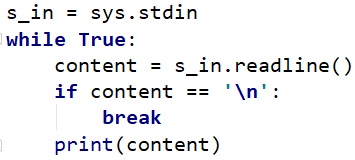 s_in = sys.stdin
while True:
    content = s_in.readline()
    if content == '\n':
        break
    print(content)